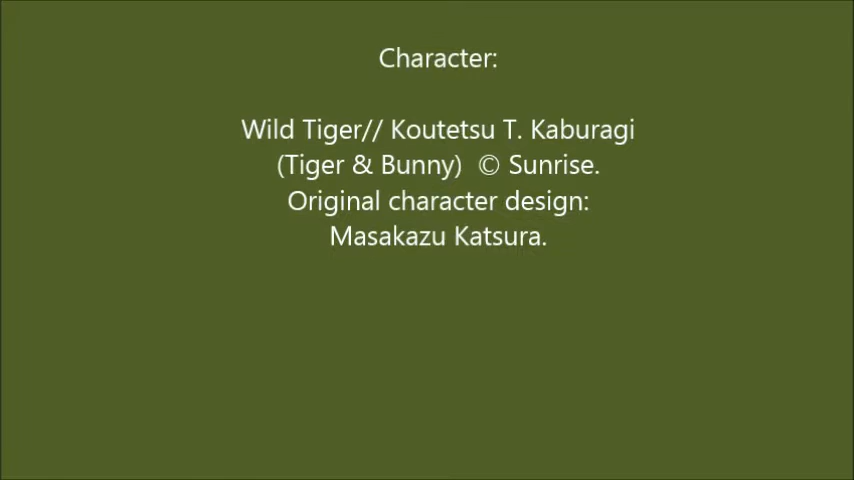 Character:
Wild Tiger// Koutetsu T. Kaburagi
(Tiger & Bunny)  © Sunrise.
Original character design:
Masakazu Katsura.